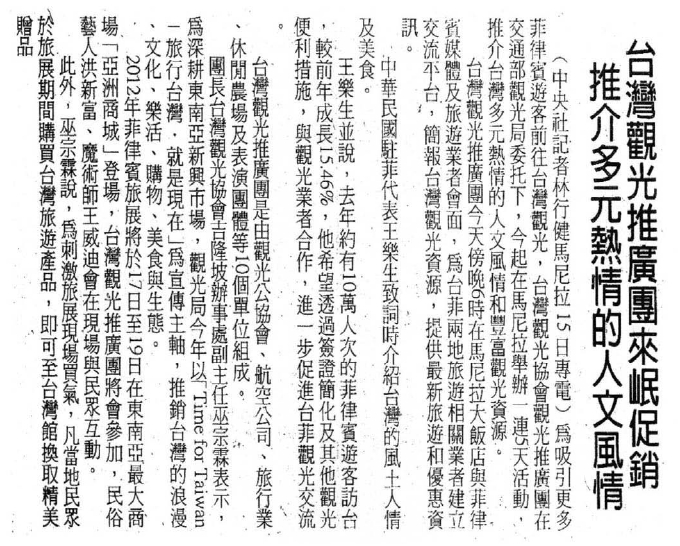 台灣觀光推廣團來岷促銷
推介多元熱情的人文風情
（中央社記者林行健馬尼拉15日專電）為吸引更多
菲律賓遊客前往台灣觀光，台灣觀光協會觀光推廣團在
交通部觀光局委托下，今起在馬尼拉舉辦一連5天活動，
推介台灣多元熱情的人文風情和豐富觀光資源。
台灣觀光推廣團今天傍晚6時在馬尼拉大飯店與菲律
賓媒體及旅遊業者會面，為台菲兩地旅遊相關業者建立
交流平台，簡報台灣觀光資源，提供最新旅遊和優惠資
訊。
中華民國駐菲代表王樂生致詞時介紹台灣的風土人情
及美食。
王樂生並說，去年約有10萬人次的菲律賓遊客訪台
，較前年成長15.46%，他希望透過簽證簡化及其他觀光
便利措施，與觀光業者合作，進一步促進台菲觀光交流
。
台灣觀光推廣團是由觀光公協會、航空公司、旅行業
、休閒農場及表演團體等10個單位組成。
團長台灣觀光協會吉隆坡辦事處副主任巫宗霖表示，
為深耕東南亞新興市場，觀光局今年以「Time for Taiwan
－旅行台灣，就是現在」為宣傳主軸，推銷台灣的浪漫
、文化、樂活、購物、美食與生態。
2012年菲律賓旅展將於17日至19日在東南亞最大商
場「亞洲商城」登場，台灣觀光推廣團將會參加，民俗
藝人洪新富、魔術師王威迪會在現場與民眾互動。
此外，巫宗霖說，為刺激旅展現場買氣，凡當地民眾
於旅展期間購買台灣旅遊產品，即可至台灣館換取精美
贈品